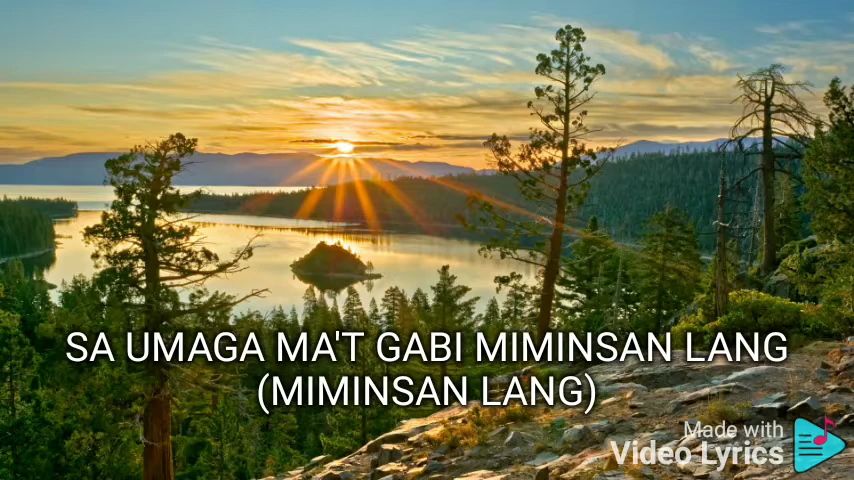 SA UMAGA MA'T GABI MIMINSAN LANG
(MIMINSAN LANG)
Made with
Video Lyrics